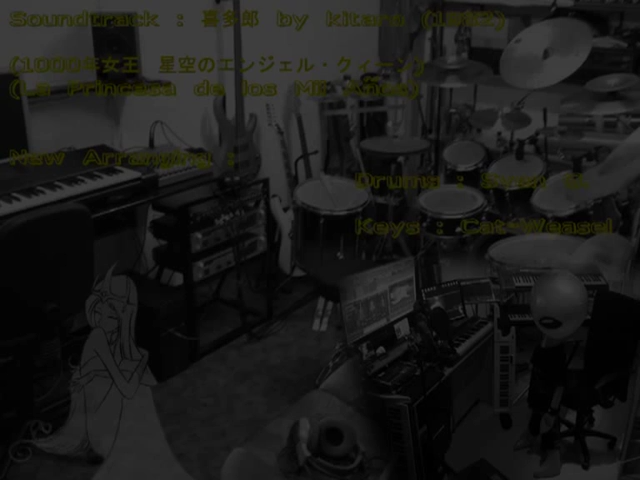 Soundtrack : 喜多郎 by kitaro (1982)
(1000年女王 星空のエンジェル・クィーン)
(La Princesa de los Mil Años)
New Arranging :
Drums :
Keys : Cat*Weasel